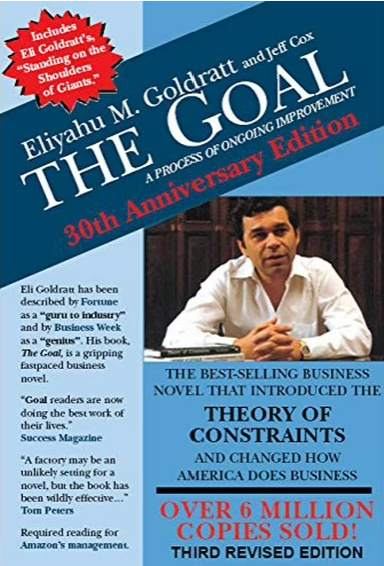 Includes
Eli Goldratt's,
"Standing on the
Shoulders
of Giants."
Eliyahu M. Goldratt and Jeff Cox
THE GOAL
A PROCESS OF ONGOING IMPROVEMENT
30th Anniversary Edition
Eli Goldratt has been
described by Fortune
as a "guru to industry"
and by Business Week
as a "genius". His book,
The Goal, is a gripping
fastpaced business
novel.
"Goal readers are now
doing the best work of
their lives."
Success Magazine
"A factory may be an
unlikely setting for a
novel, but the book has
been wildly effective..."
Tom Peters
Required reading for
Amazon's management.
THE BEST-SELLING BUSINESS
NOVEL THAT INTRODUCED THE
THEORY OF
CONSTRAINTS
AND CHANGED HOW
AMERICA DOES BUSINESS
OVER 6 MILLION
COPIES SOLD!
THIRD REVISED EDITION